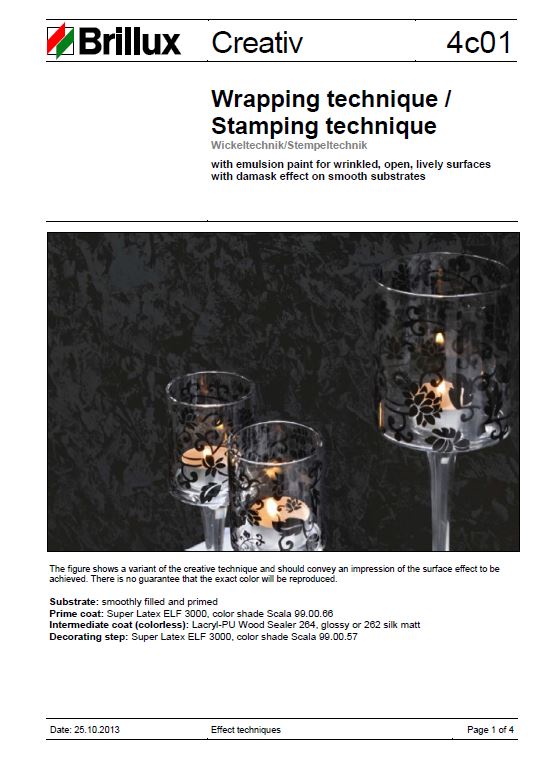 Brillux Creativ 4c01
Wrapping technique /
Stamping technique
Wickeltechnik/Stempeltechnik
with emulsion paint for wrinkled, open, lively surfaces
with damask effect on smooth substrates
The figure shows a variant of the creative technique and should convey an impression of the surface effect to be
achieved. There is no guarantee that the exact color will be reproduced.
Substrate: smoothly filled and primed
Prime coat: Super Latex ELF 3000, color shade Scala 99.00.66
Intermediate coat (colorless): Lacryl-PU Wood Sealer 264, glossy or 262 silk matt
Decorating step: Super Latex ELF 3000, color shade Scala 99.00.57
Date: 25.10.2013 Effect techniques Page 1 of 4